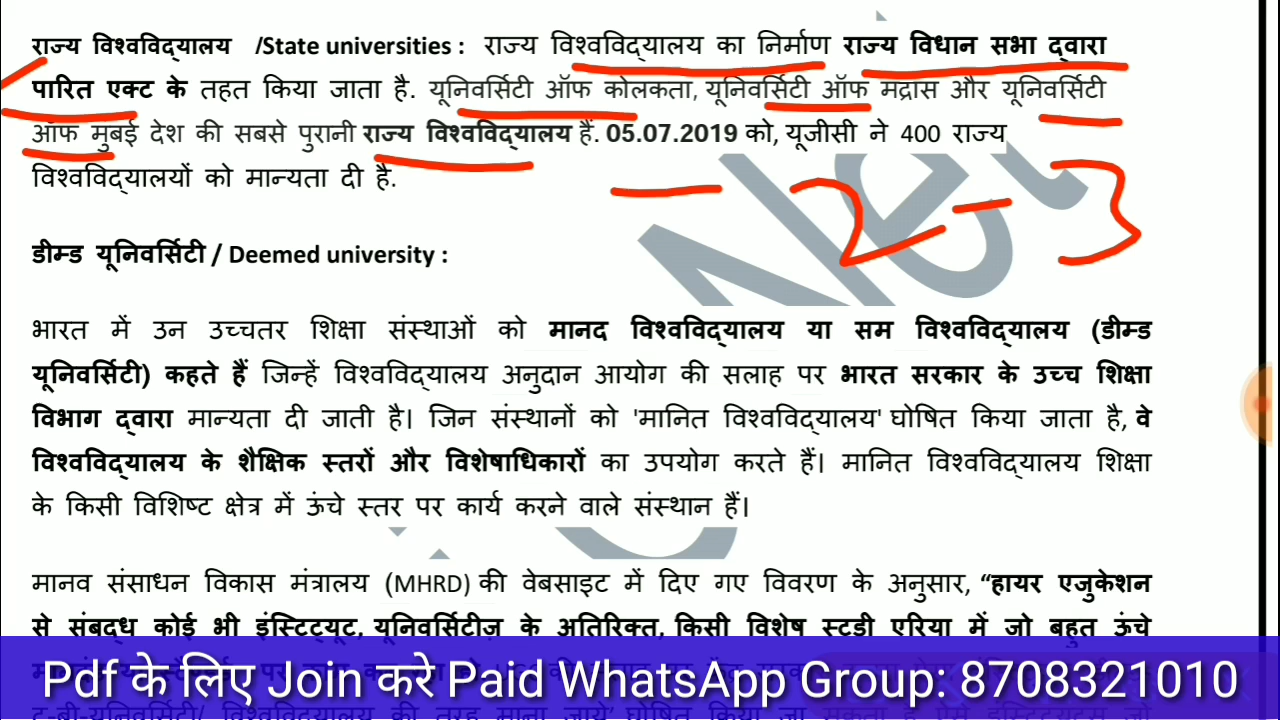 राज्य विश्वविद्यालय /State universities : राज्य विश्वविद्यालय का निर्माण राज्य विधान सभा द्वारा
पारित एक्ट के तहत किया जाता है. यूनिवर्सिटी ऑफ कोलकता, यूनिवर्सिटी ऑफ मद्रास और यूनिवर्सिटी
ऑफ मुंबई देश की सबसे पुरानी राज्य विश्वविद्यालय हैं. 05.07.2019 को, यूजीसी ने 400 राज्य
विश्वविद्यालयों को मान्यता दी है.
2 - 3
डीम्ड यूनिवर्सिटी / Deemed university :
भारत में उन उच्चतर शिक्षा संस्थाओं को मानद विश्वविद्यालय या सम विश्वविद्यालय (डीम्ड
यूनिवर्सिटी) कहते हैं जिन्हें विश्वविद्यालय अनुदान आयोग की सलाह पर भारत सरकार के उच्च शिक्षा
विभाग द्वारा मान्यता दी जाती है। जिन संस्थानों को 'मानित विश्वविद्यालय' घोषित किया जाता है, वे
विश्वविद्यालय के शैक्षिक स्तरों और विशेषाधिकारों का उपयोग करते हैं। मानित विश्वविद्यालय शिक्षा
के किसी विशिष्ट क्षेत्र में ऊंचे स्तर पर कार्य करने वाले संस्थान हैं।
मानव संसाधन विकास मंत्रालय (MHRD) की वेबसाइट में दिए गए विवरण के अनुसार, “हायर एजुकेशन
से संबद्ध कोई भी इंस्टिट्यूट, यूनिवर्सिटीज़ के अतिरिक्त, किसी विशेष स्टडी एरिया में जो बहुत ऊंचे
Pdf के लिए Join करे Paid WhatsApp Group: 8708321010